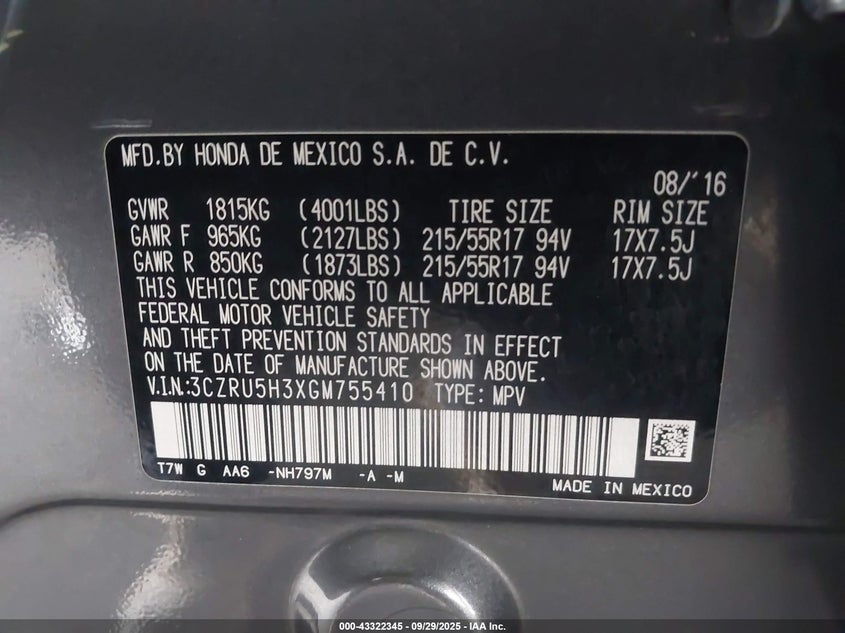 MFD.BY HONDA DE MEXICO S.A. DE C.V.
08/'16
GVWR 1815KG (4001LBS) TIRE SIZE RIM SIZE
GAWR F 965KG (2127LBS) 215/55R17 94V 17X7.5J
GAWR R 850KG (1873LBS) 215/55R17 94V 17X7.5J
THIS VEHICLE CONFORMS TO ALL APPLICABLE
FEDERAL MOTOR VEHICLE SAFETY
AND THEFT PREVENTION STANDARDS IN EFFECT
ON THE DATE OF MANUFACTURE SHOWN ABOVE.
V.I.N.:3CZRU5H3XGM755410 TYPE: MPV
T7W G AA6 -NH797M -A -M
MADE IN MEXICO
000-43322345 | 09/29/2025 | IAA Inc.